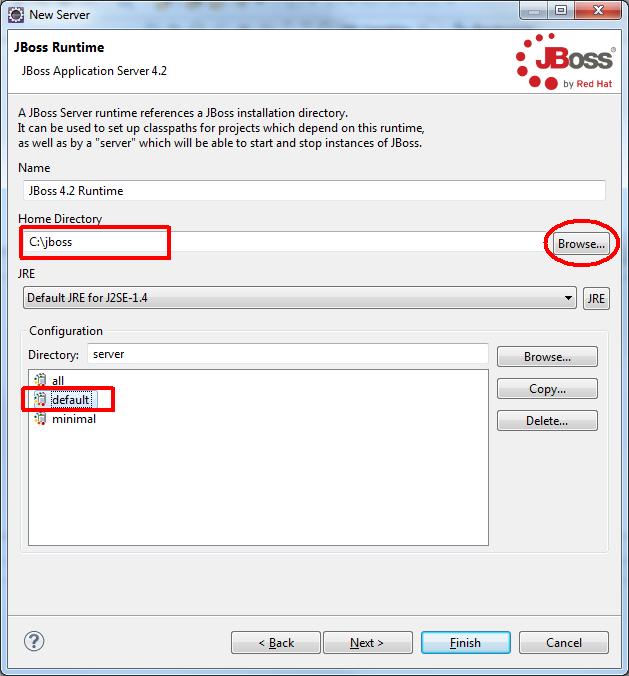 New Server
JBoss Runtime
JBoss Application Server 4.2
JBoss®
by Red Hat
A JBoss Server runtime references a JBoss installation directory.
It can be used to set up classpaths for projects which depend on this runtime,
as well as by a "server" which will be able to start and stop instances of JBoss.
Name
JBoss 4.2 Runtime
Home Directory
C:\jboss
Browse...
JRE
Default JRE for J2SE-1.4
JRE
Configuration
Directory: server
Browse...
all
default
Copy...
minimal
Delete...
?
< Back
Next >
Finish
Cancel